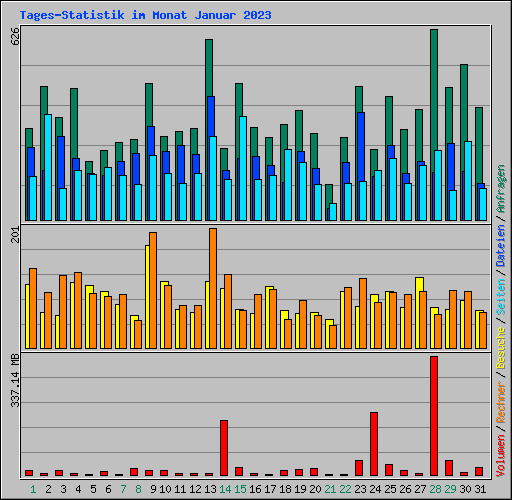 Tages-Statistik im Monat Januar 2023
626
201
337.14 MB
Volumen / Rechner / Besuche / Seiten / Dateien / Anfragen
1 2 3 4 5 6 7 8 9 10 11 12 13 14 15 16 17 18 19 20 21 22 23 24 25 26 27 28 29 30 31